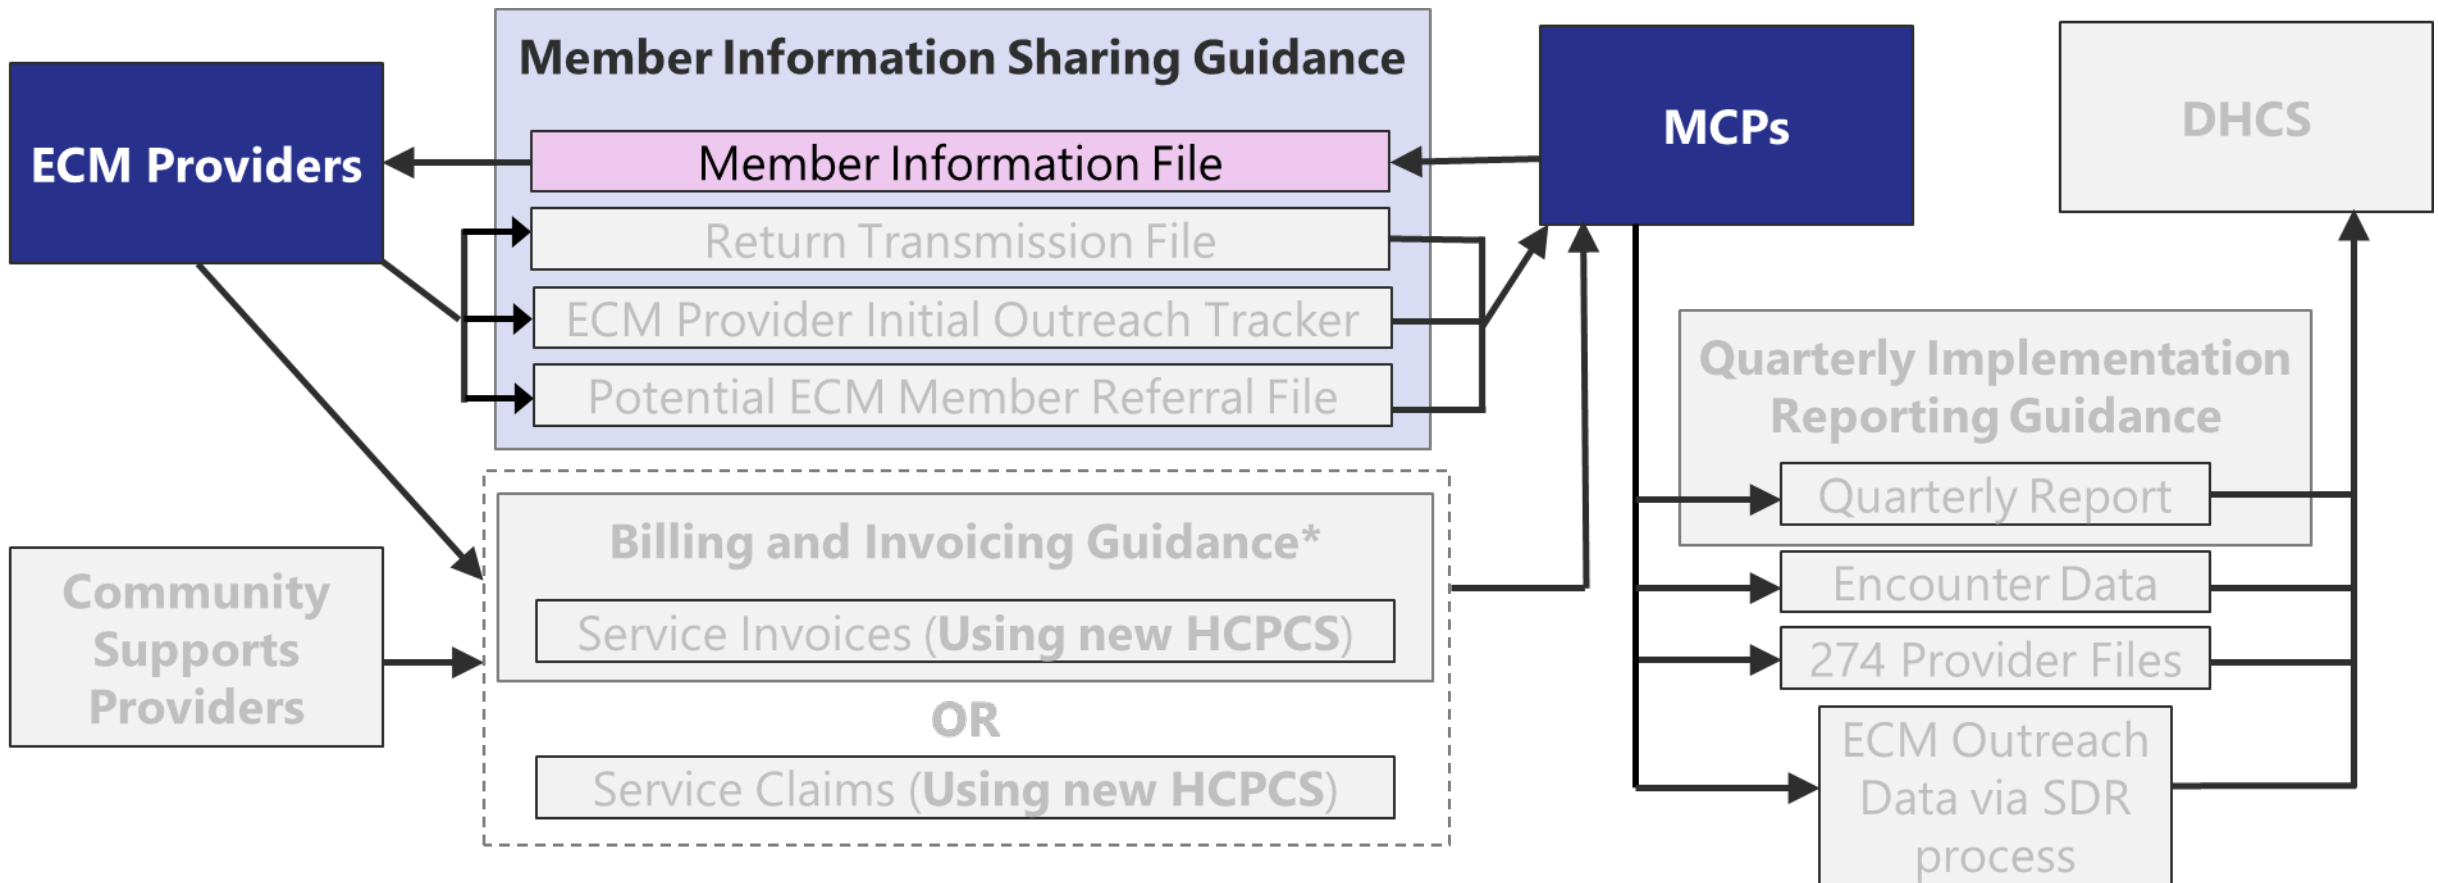 Member Information Sharing Guidance
ECM Providers
Member Information File
Return Transmission File
ECM Provider Initial Outreach Tracker
Potential ECM Member Referral File
MCPs
DHCS
Community
Supports
Providers
Billing and Invoicing Guidance*
Service Invoices (Using new HCPCS)
OR
Service Claims (Using new HCPCS)
Quarterly Implementation
Reporting Guidance
Quarterly Report
Encounter Data
274 Provider Files
ECM Outreach
Data via SDR
process